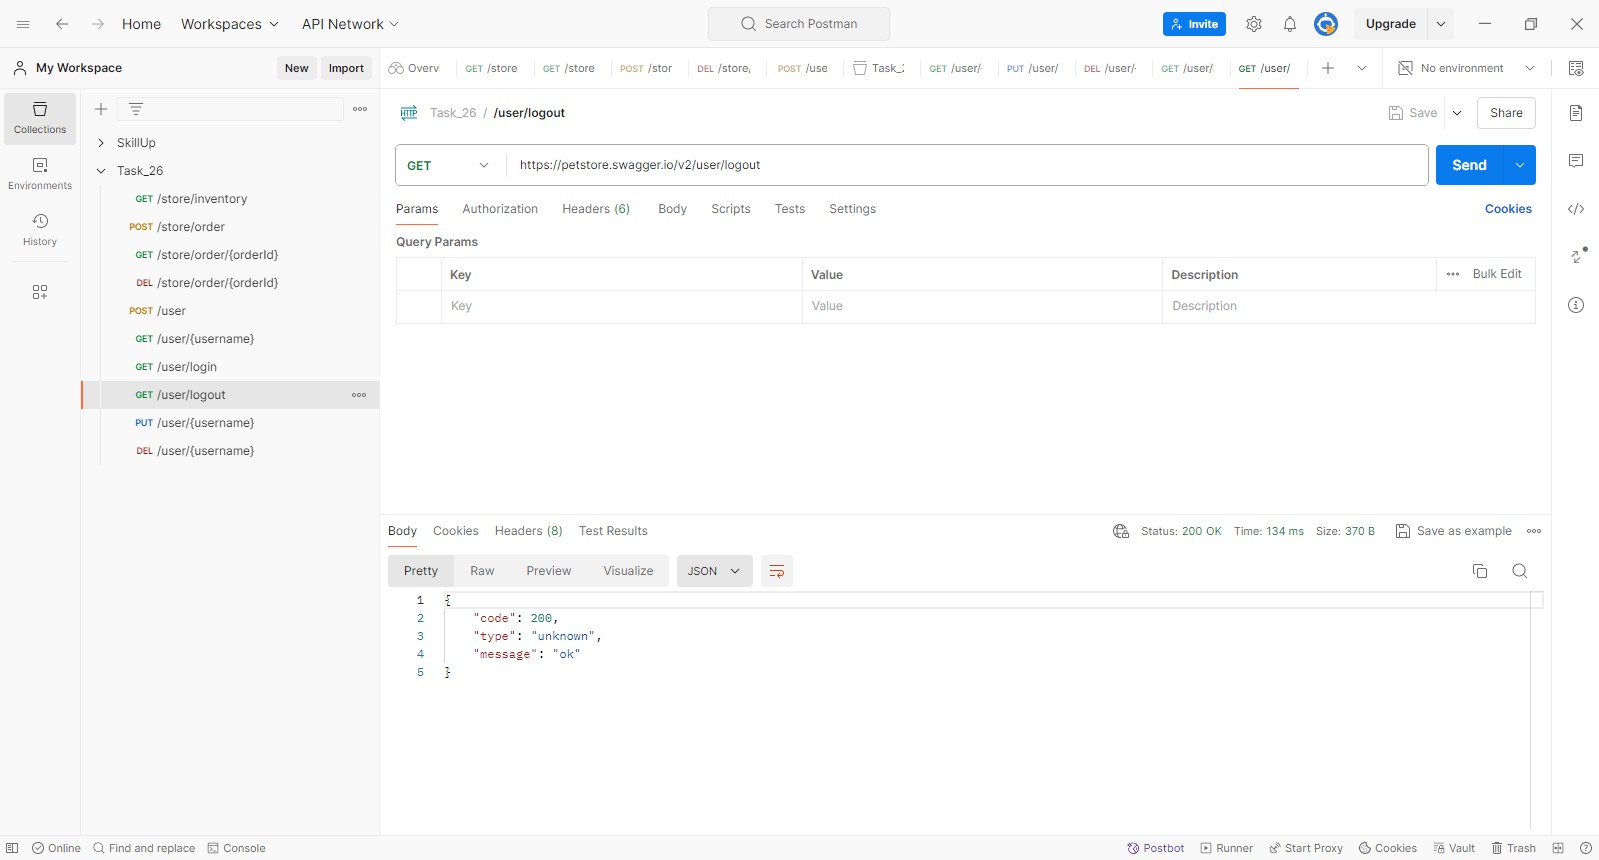 Home Workspaces API Network Search Postman Invite Upgrade
My Workspace New Import Overv GET /store GET /store POST /stor DEL /store, POST /use Task_2 GET /user/ PUT /user/ DEL /user/ GET /user/ GET /user/ No environment
Collections
Environments
History
SkillUp
Task_26
GET /store/inventory
POST /store/order
GET /store/order/{orderId}
DEL /store/order/{orderId}
POST /user
GET /user/{username}
GET /user/login
GET /user/logout
PUT /user/{username}
DEL /user/{username}
HTTP Task_26 / /user/logout Save Share
GET https://petstore.swagger.io/v2/user/logout Send
Params Authorization Headers (6) Body Scripts Tests Settings Cookies
Query Params
Key Value Description Bulk Edit
Key Value Description
Body Cookies Headers (8) Test Results Status: 200 OK Time: 134 ms Size: 370 B Save as example
Pretty Raw Preview Visualize JSON
1 {
2 "code": 200,
3 "type": "unknown",
4 "message": "ok"
5 }
Online Find and replace Console Postbot Runner Start Proxy Cookies Vault Trash